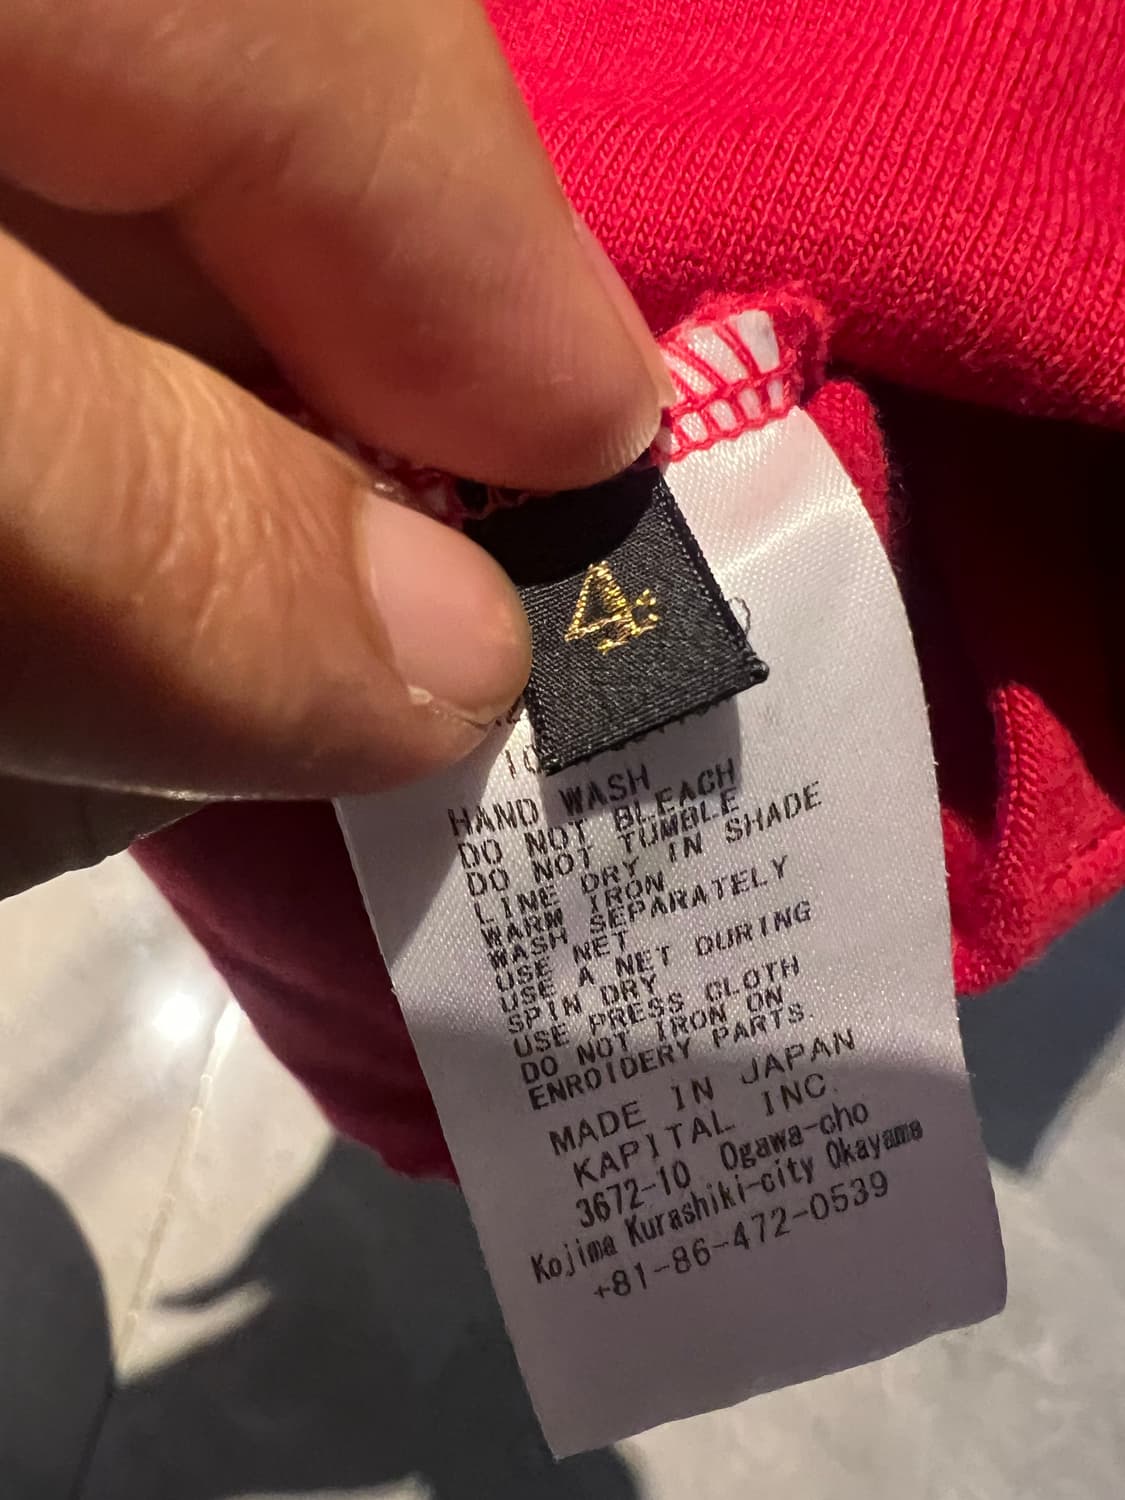 4
10
HAND WASH
DO NOT BLEACH
DO NOT TUMBLE
LINE DRY IN SHADE
WARM IRON
WASH SEPARATELY
USE NET
USE A NET DURING
SPIN DRY
USE PRESS CLOTH
DO NOT IRON ON
ENROIDERY PARTS.
MADE IN JAPAN
KAPITAL INC.
3672-10 Ogawa-cho
Kojima Kurashiki-city Okayama
+81-86-472-0539